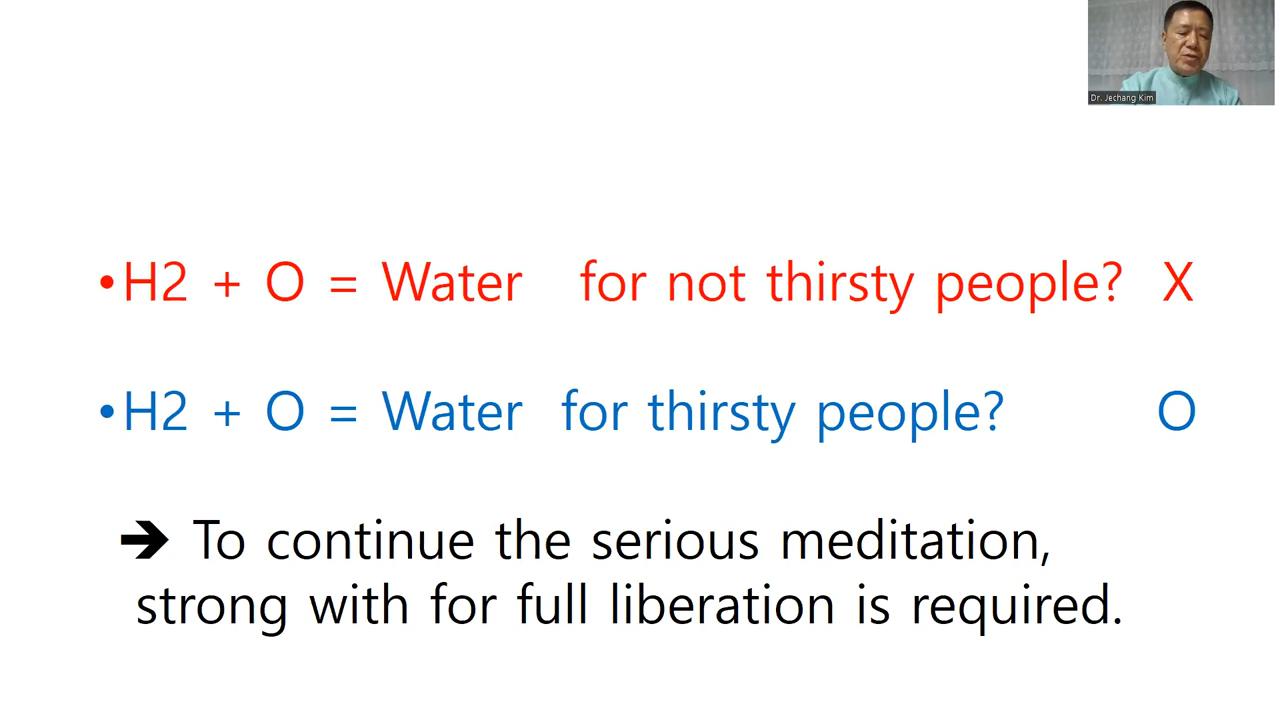 Dr. Jechang Kim
•H2 + O = Water for not thirsty people? X
•H2 + O = Water for thirsty people? O
➔ To continue the serious meditation,
strong with for full liberation is required.